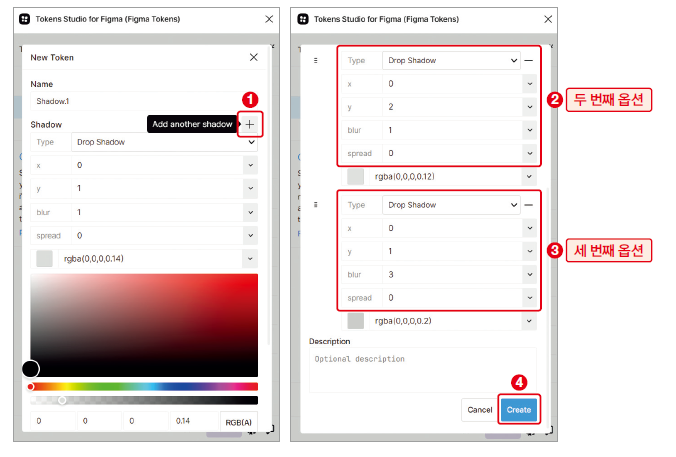 Tokens Studio for Figma (Figma Tokens)
New Token
Name
Shadow.1
1
Shadow
Add another shadow
Type
Drop Shadow
x
0
y
1
blur
1
spread
0
rgba(0,0,0,0.14)
0
0
0
0.14
RGB(A)
Tokens Studio for Figma (Figma Tokens)
Type
Drop Shadow
x
0
y
2
blur
1
spread
0
rgba(0,0,0,0.12)
2 두 번째 옵션
Type
Drop Shadow
x
0
y
1
blur
3
spread
0
rgba(0,0,0,0.2)
3 세 번째 옵션
Description
Optional description
4
Cancel
Create